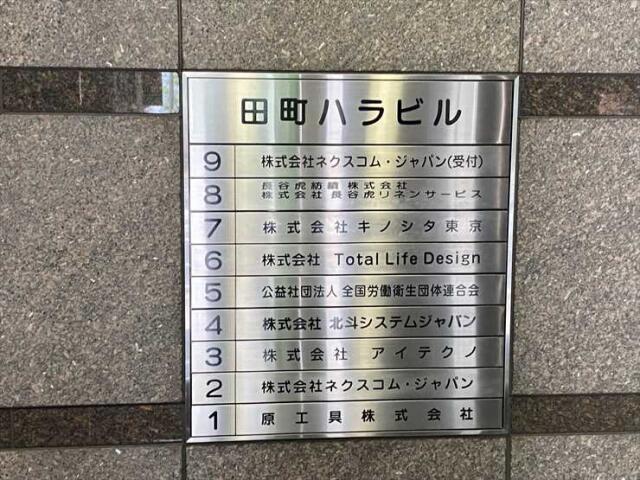 田町ハラビル
9 株式会社ネクスコム・ジャパン(受付)
8 長谷虎紡績 株式会社
株式会社 長谷虎リネンサービス
7 株式会社キノシタ東京
6 株式会社 Total Life Design
5 公益社団法人 全国労働衛生団体連合会
4 株式会社 北斗システムジャパン
3 株式会社 アイテクノ
2 株式会社ネクスコム・ジャパン
1 原工具株式会社